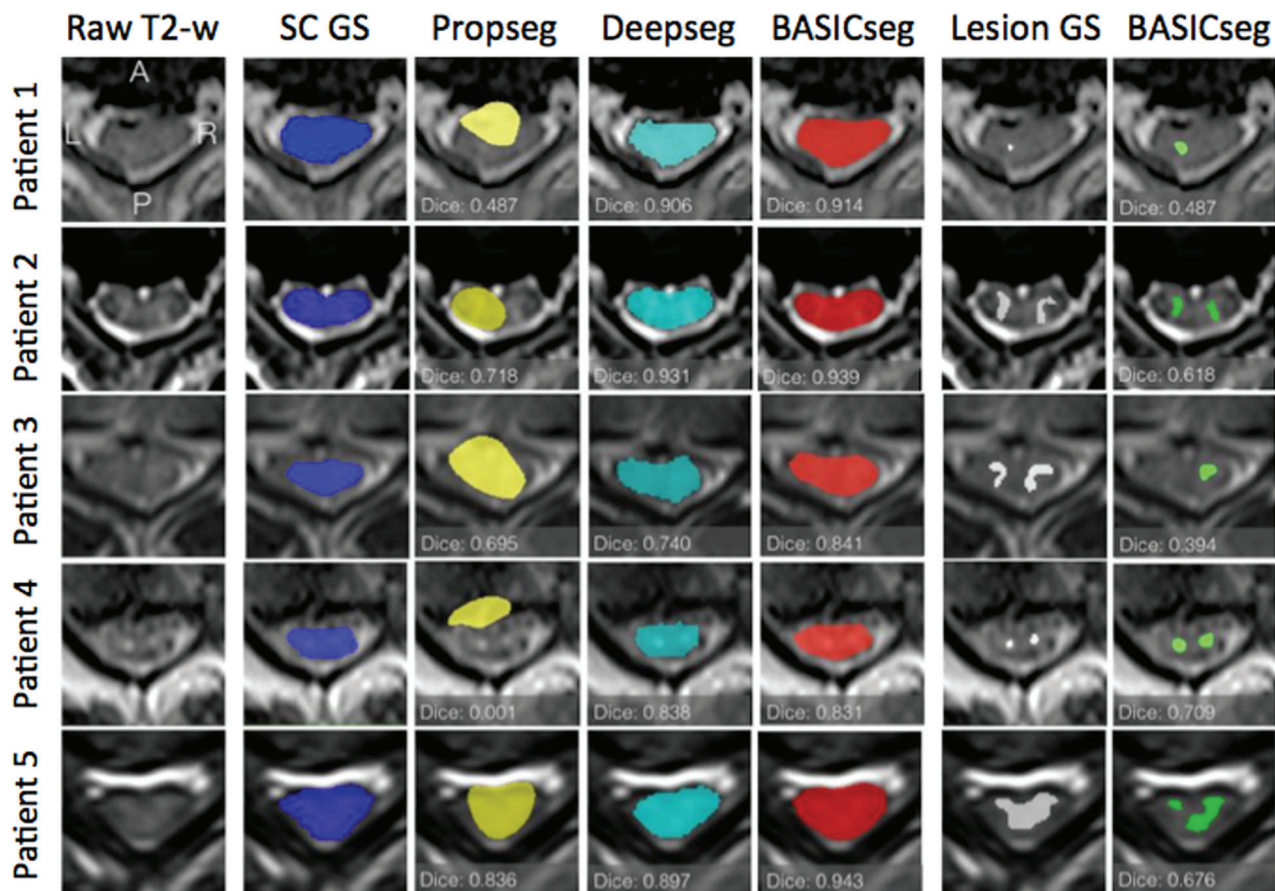 Raw T2-w SC GS Propseg Deepseg BASICseg Lesion GS BASICseg
Patient 1
A
L R
P
Dice: 0.487 Dice: 0.906 Dice: 0.914 Dice: 0.487
Patient 2
Dice: 0.718 Dice: 0.931 Dice: 0.939 Dice: 0.618
Patient 3
Dice: 0.695 Dice: 0.740 Dice: 0.841 Dice: 0.394
Patient 4
Dice: 0.001 Dice: 0.838 Dice: 0.831 Dice: 0.709
Patient 5
Dice: 0.836 Dice: 0.897 Dice: 0.943 Dice: 0.676